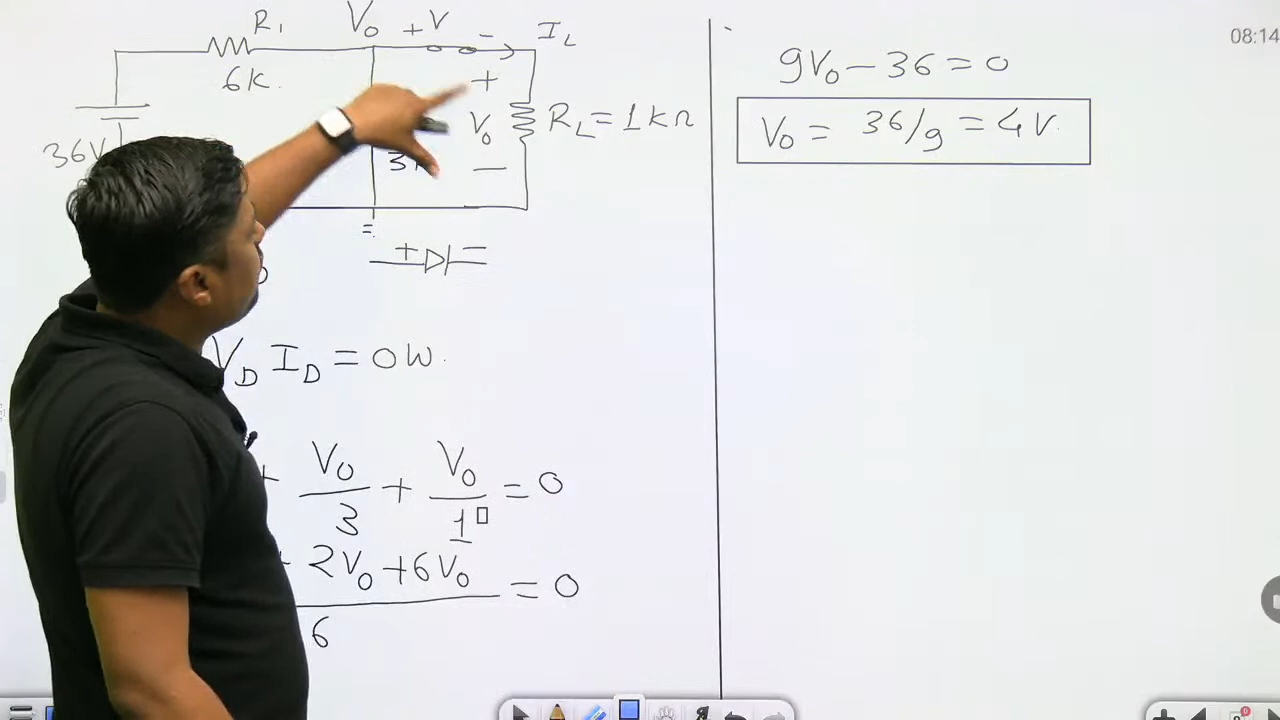 R1 V0 + V - IL
6K.
36V
+
V0
-
RL = 1kΩ
3
=
+ -
VD ID = 0W.
+ V0/3 + V0/1 = 0
2V0 + 6V0 = 0
6
9V0 - 36 = 0
V0 = 36/9 = 4V.
08:14